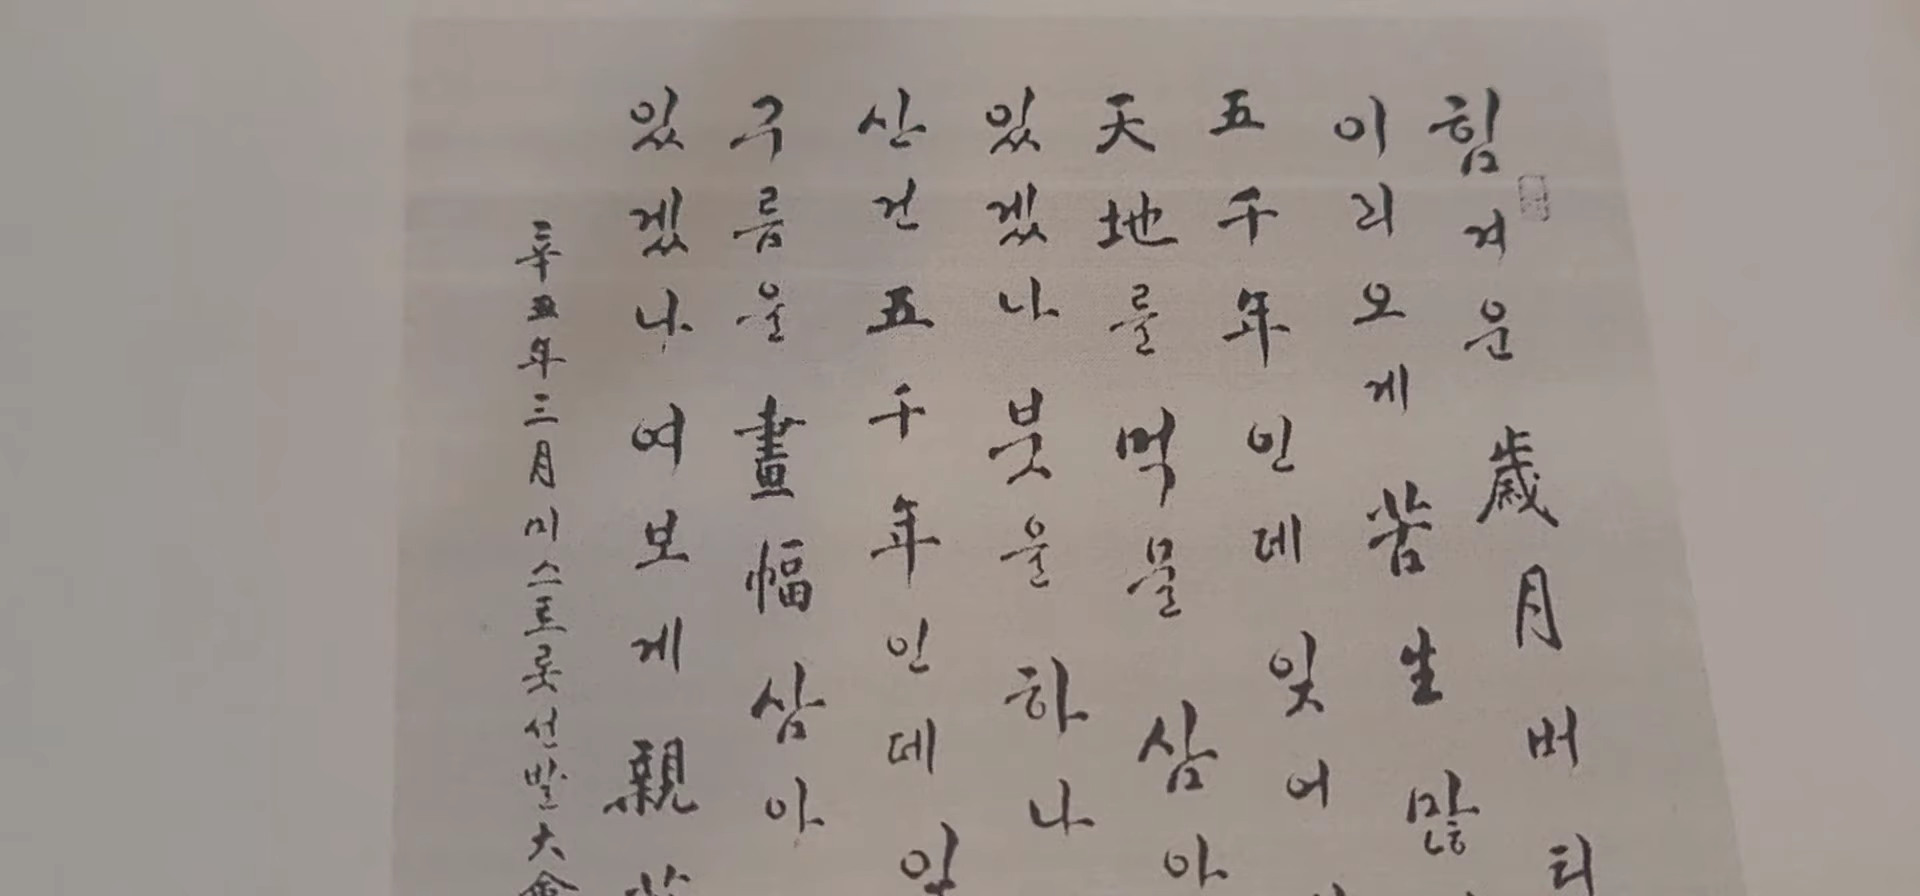 힘겨운歲月버티
이리오게苦生많
五千年인데잊어
天地를먹물삼아
있겠나붓을하나
산건五千年인데
구름을畫幅삼아
있겠나여보게親
辛丑年三月미스트롯선발大會